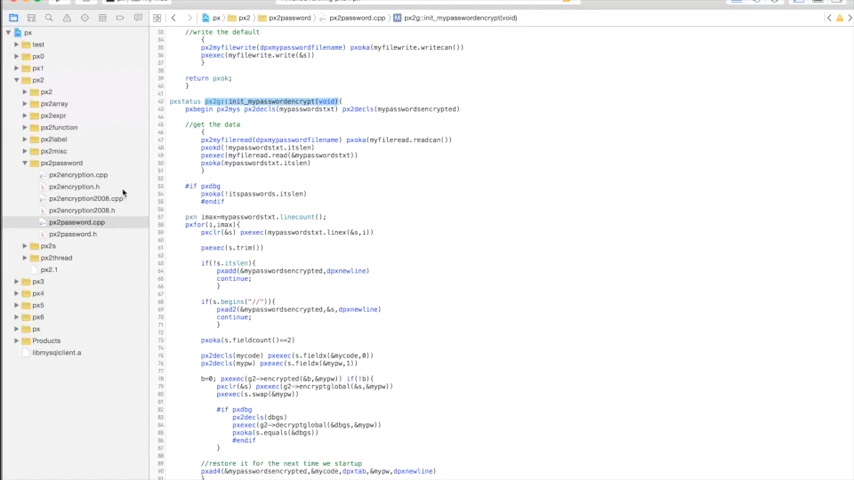 px
px2
px2password
px2password.cpp
px2g::init_mypasswordencrypt(void)
px
test
px0
px1
px2
px2
px2array
px2expr
px2function
px2label
px2misc
px2password
px2encryption.cpp
px2encryption.h
px2encryption2008.cpp
px2encryption2008.h
px2password.cpp
px2password.h
px2s
px2thread
px2.1
px3
px4
px5
px6
px
Products
libmysqlclient.a
//write the default
{
px2myfilewrite(dpxmypasswordfilename) pxoka(myfilewrite.writecan())
pxexec(myfilewrite.write(&s))
}
return pxok;
}
pxstatus px2g::init_mypasswordencrypt(void){
pxbegin px2mys px2decls(mypasswordstxt) px2decls(mypasswordsencrypted)
//get the data
{
px2myfileread(dpxmypasswordfilename) pxoka(myfileread.readcan())
pxokd(!mypasswordstxt.itslen)
pxexec(myfileread.read(&mypasswordstxt))
pxoka(mypasswordstxt.itslen)
}
#if pxdbg
pxoka(!itspasswords.itslen)
#endif
pxn imax=mypasswordstxt.linecount();
pxfor(i,imax){
pxclr(&s) pxexec(mypasswordstxt.linex(&s,i))
pxexec(s.trim())
if(!s.itslen){
pxadd(&mypasswordsencrypted,dpxnewline)
continue;
}
if(s.begins("//")){
pxad2(&mypasswordsencrypted,&s,dpxnewline)
continue;
}
pxoka(s.fieldcount()==2)
px2decls(mycode) pxexec(s.fieldx(&mycode,0))
px2decls(mypw) pxexec(s.fieldx(&mypw,1))
b=0; pxexec(g2->encrypted(&b,&mypw)) if(!b){
pxclr(&s) pxexec(g2->encryptglobal(&s,&mypw))
pxexec(s.swap(&mypw))
#if pxdbg
px2decls(dbgs)
pxexec(g2->decryptglobal(&dbgs,&mypw))
pxoka(s.equals(&dbgs))
#endif
}
//restore it for the next time we startup
pxad4(&mypasswordsencrypted,&mycode,dpxtab,&mypw,dpxnewline)
}